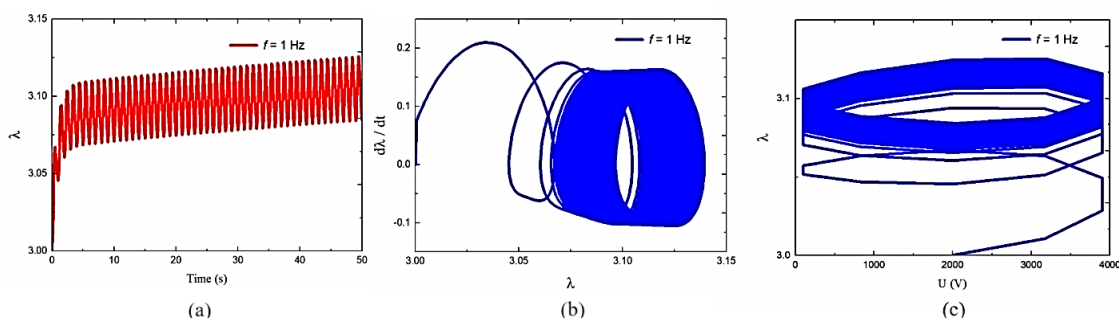 3.15
f = 1 Hz
3.10
λ
3.05
3.00
0 10 20 30 40 50
Time (s)
(a)
f = 1 Hz
0.2
dλ / dt
0.1
0.0
-0.1
3.00 3.05 3.10 3.15
λ
(b)
f = 1 Hz
3.1
λ
3.0
1000 2000 3000 4000
U (V)
(c)